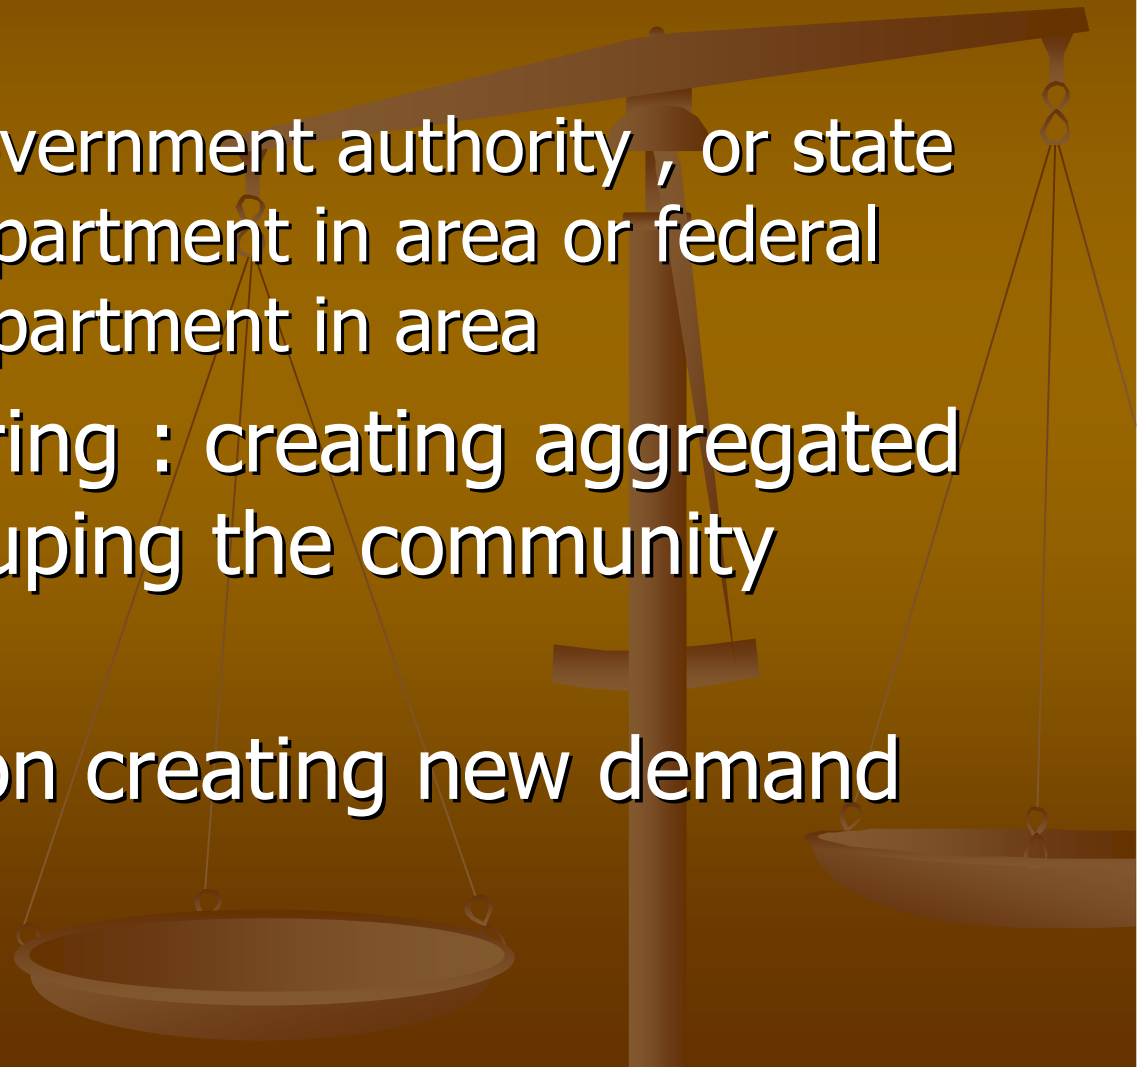 vernment authority , or state
partment in area or federal
partment in area
ring : creating aggregated
uping the community
on creating new demand